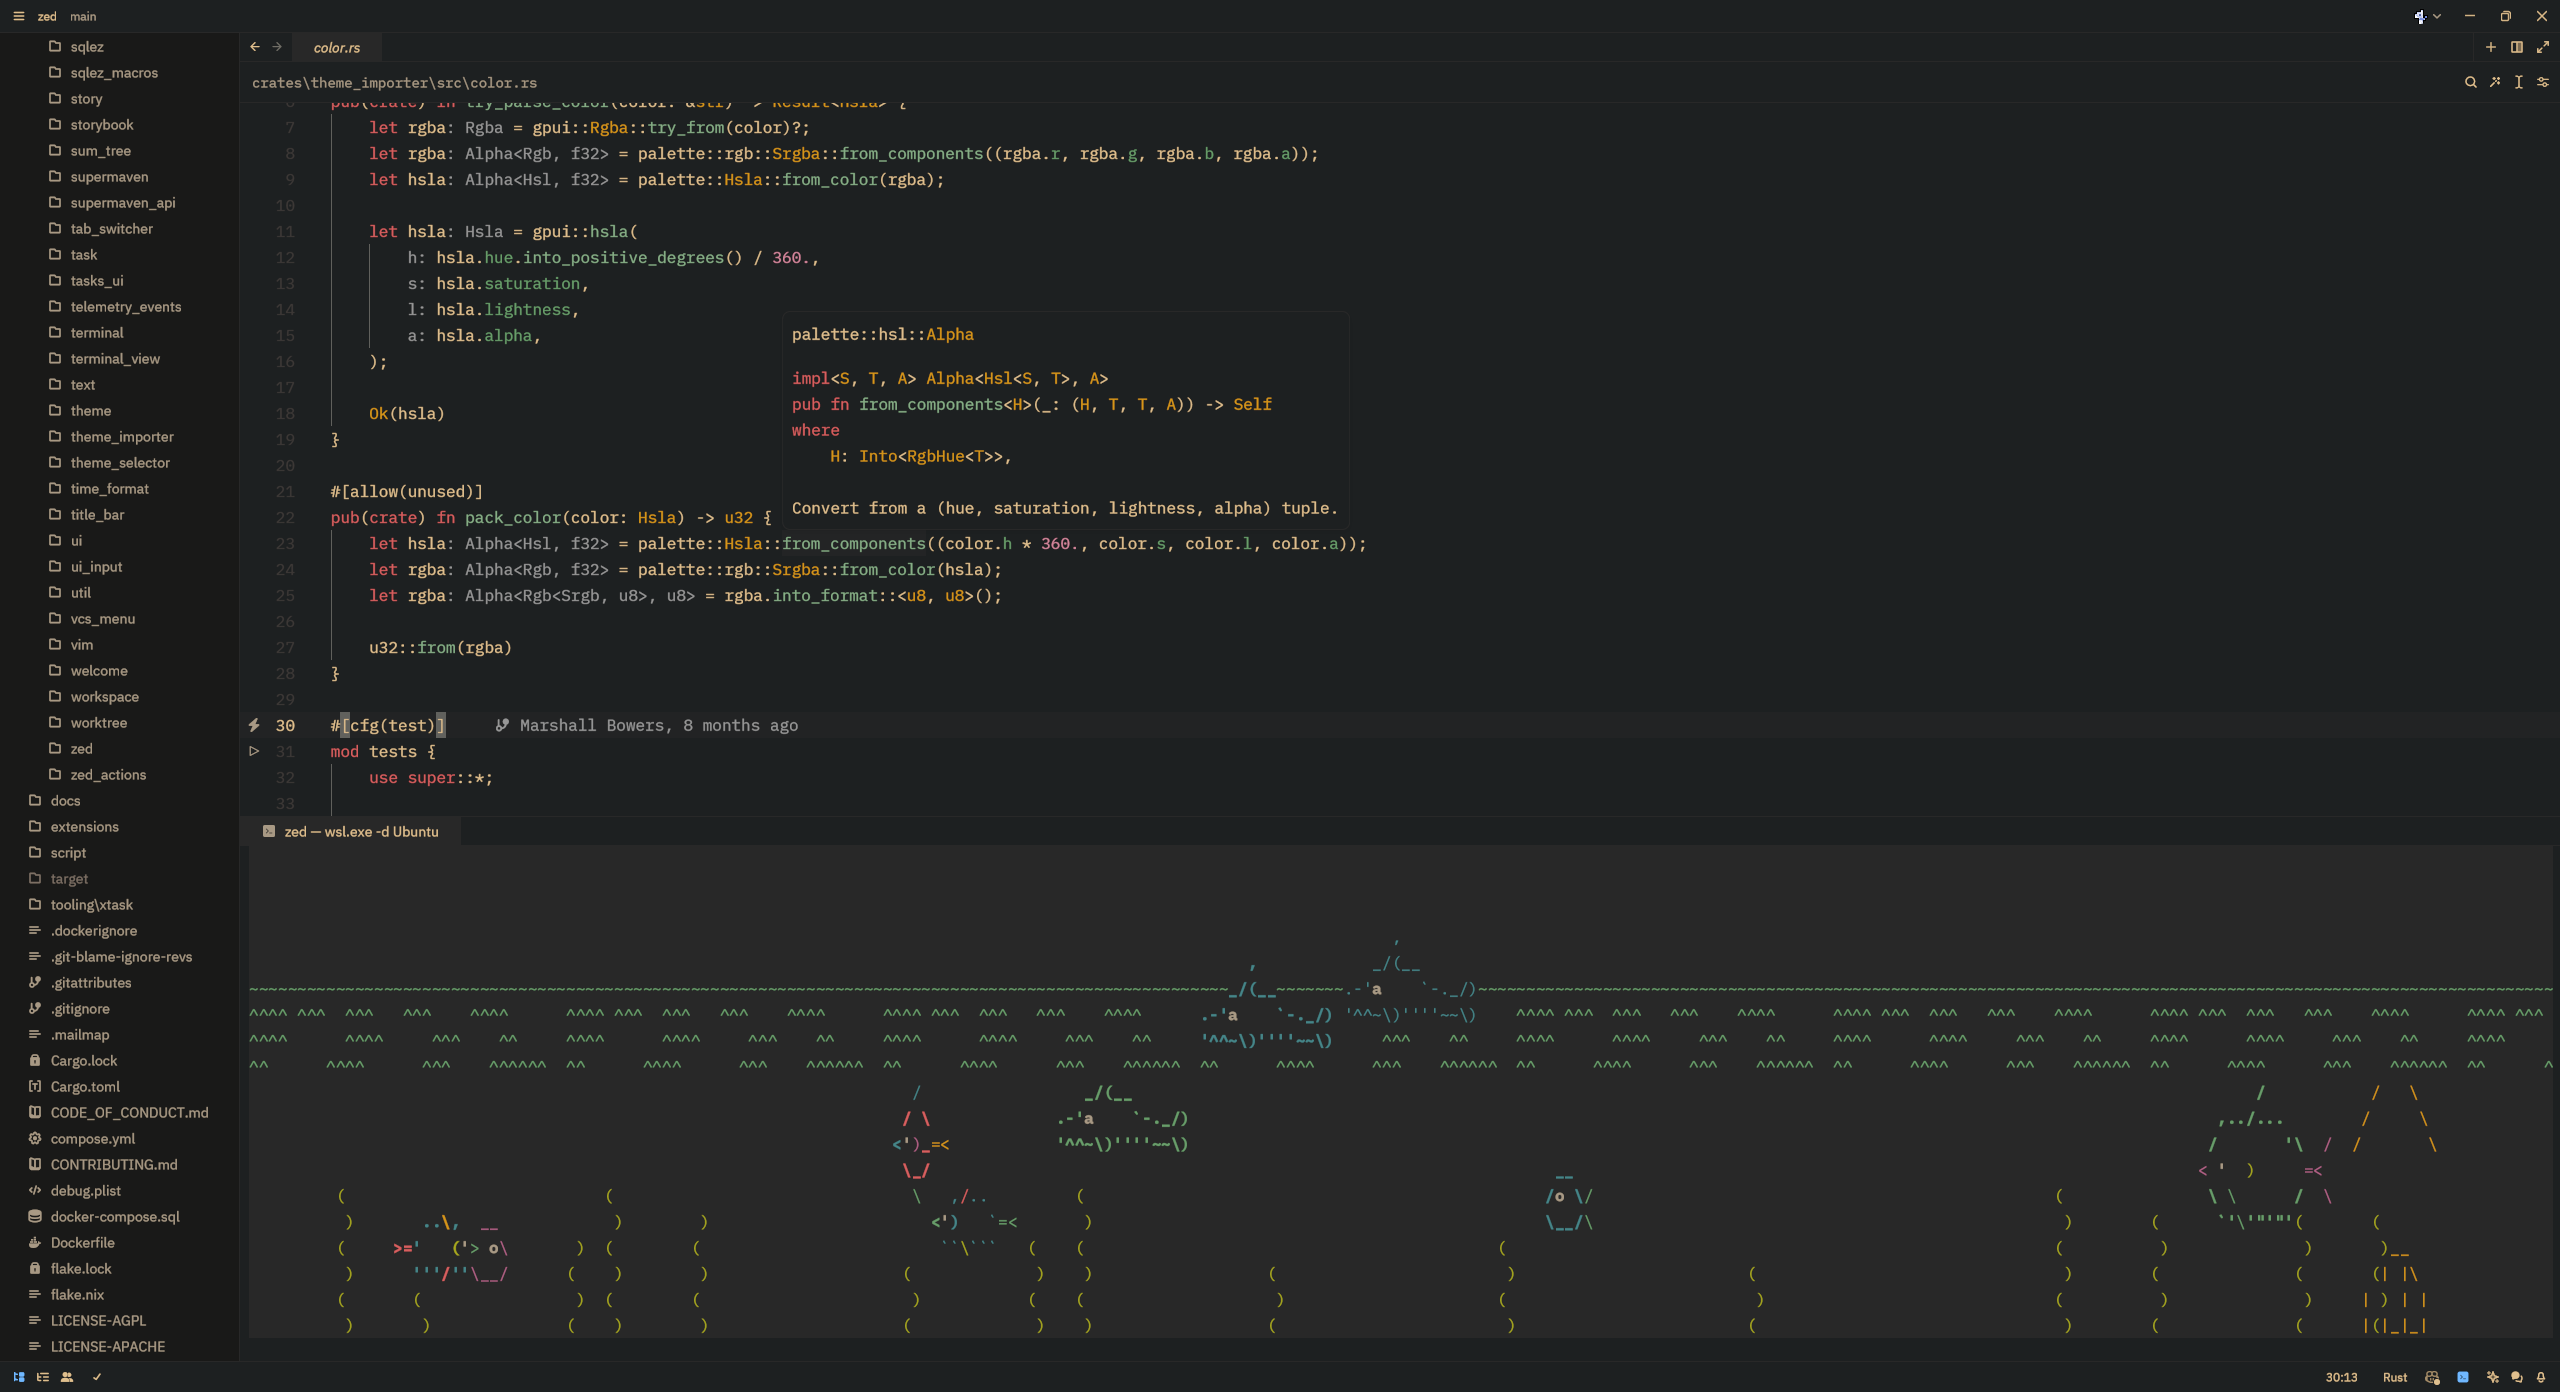 zed main
sqlez
sqlez_macros
story
storybook
sum_tree
supermaven
supermaven_api
tab_switcher
task
tasks_ui
telemetry_events
terminal
terminal_view
text
theme
theme_importer
theme_selector
time_format
title_bar
ui
ui_input
util
vcs_menu
vim
welcome
workspace
worktree
zed
zed_actions
docs
extensions
script
target
tooling\xtask
.dockerignore
.git-blame-ignore-revs
.gitattributes
.gitignore
.mailmap
Cargo.lock
Cargo.toml
CODE_OF_CONDUCT.md
compose.yml
CONTRIBUTING.md
debug.plist
docker-compose.sql
Dockerfile
flake.lock
flake.nix
LICENSE-AGPL
LICENSE-APACHE
color.rs
crates\theme_importer\src\color.rs
6 pub(crate) fn try_parse_color(color: &str) -> Result<Hsla> {
7 let rgba: Rgba = gpui::Rgba::try_from(color)?;
8 let rgba: Alpha<Rgb, f32> = palette::rgb::Srgba::from_components((rgba.r, rgba.g, rgba.b, rgba.a));
9 let hsla: Alpha<Hsl, f32> = palette::Hsla::from_color(rgba);
10
11 let hsla: Hsla = gpui::hsla(
12 h: hsla.hue.into_positive_degrees() / 360.,
13 s: hsla.saturation,
14 l: hsla.lightness,
15 a: hsla.alpha,
16 );
17
18 Ok(hsla)
19 }
20
21 #[allow(unused)]
22 pub(crate) fn pack_color(color: Hsla) -> u32 {
23 let hsla: Alpha<Hsl, f32> = palette::Hsla::from_components((color.h * 360., color.s, color.l, color.a));
24 let rgba: Alpha<Rgb, f32> = palette::rgb::Srgba::from_color(hsla);
25 let rgba: Alpha<Rgb<Srgb, u8>, u8> = rgba.into_format::<u8, u8>();
26
27 u32::from(rgba)
28 }
29
30 #[cfg(test)] Marshall Bowers, 8 months ago
31 mod tests {
32 use super::*;
33
palette::hsl::Alpha
impl<S, T, A> Alpha<Hsl<S, T>, A>
pub fn from_components<H>(_: (H, T, T, A)) -> Self
where
H: Into<RgbHue<T>>,
Convert from a (hue, saturation, lightness, alpha) tuple.
zed — wsl.exe -d Ubuntu
30:13 Rust